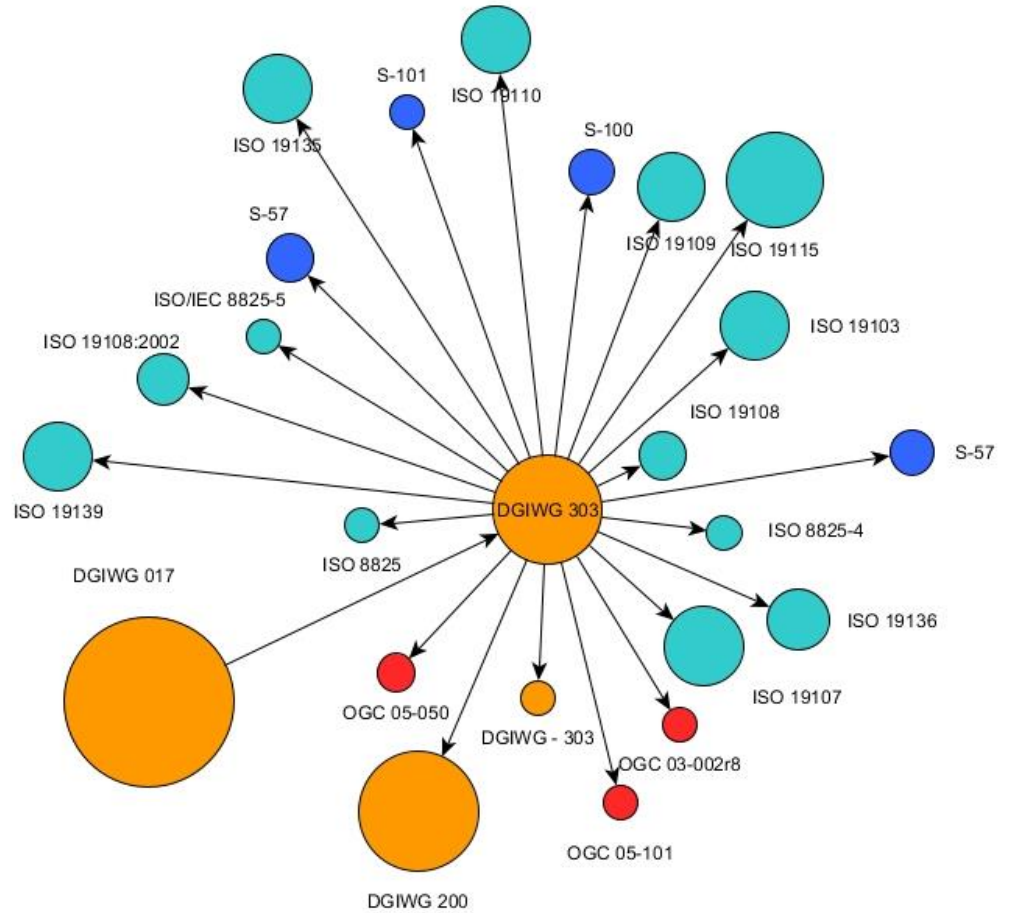 S-101
ISO 19110
ISO 19135
S-100
S-57
ISO 19109
ISO 19115
ISO/IEC 8825-5
ISO 19103
ISO 19108:2002
ISO 19108
S-57
ISO 19139
DGIWG 303
ISO 8825-4
ISO 8825
DGIWG 017
ISO 19136
ISO 19107
OGC 05-050
DGIWG - 303
OGC 03-002r8
OGC 05-101
DGIWG 200